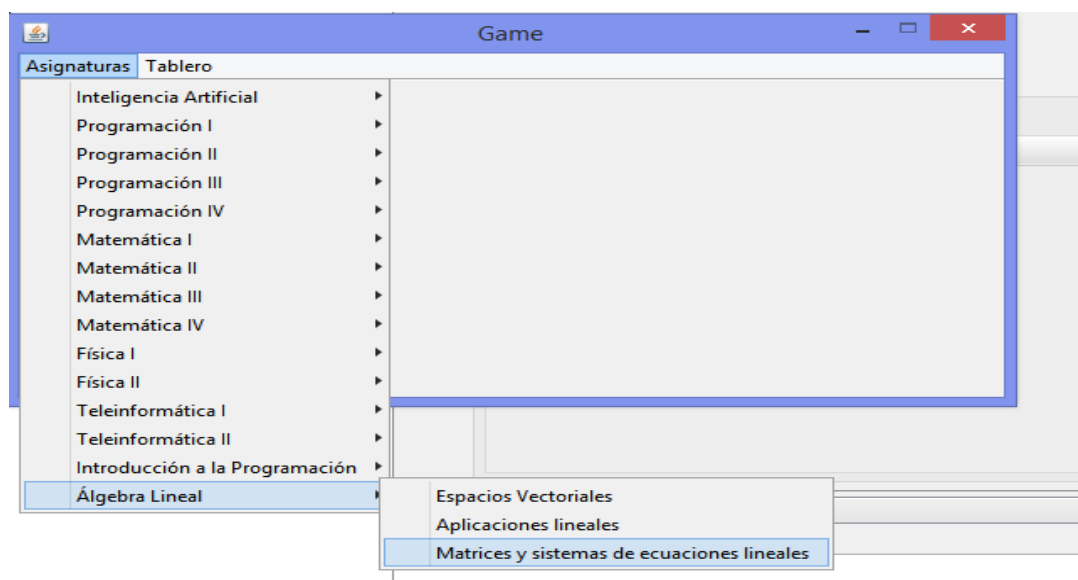 Game
Asignaturas Tablero
Inteligencia Artificial
Programación I
Programación II
Programación III
Programación IV
Matemática I
Matemática II
Matemática III
Matemática IV
Física I
Física II
Teleinformática I
Teleinformática II
Introducción a la Programación
Álgebra Lineal
Espacios Vectoriales
Aplicaciones lineales
Matrices y sistemas de ecuaciones lineales